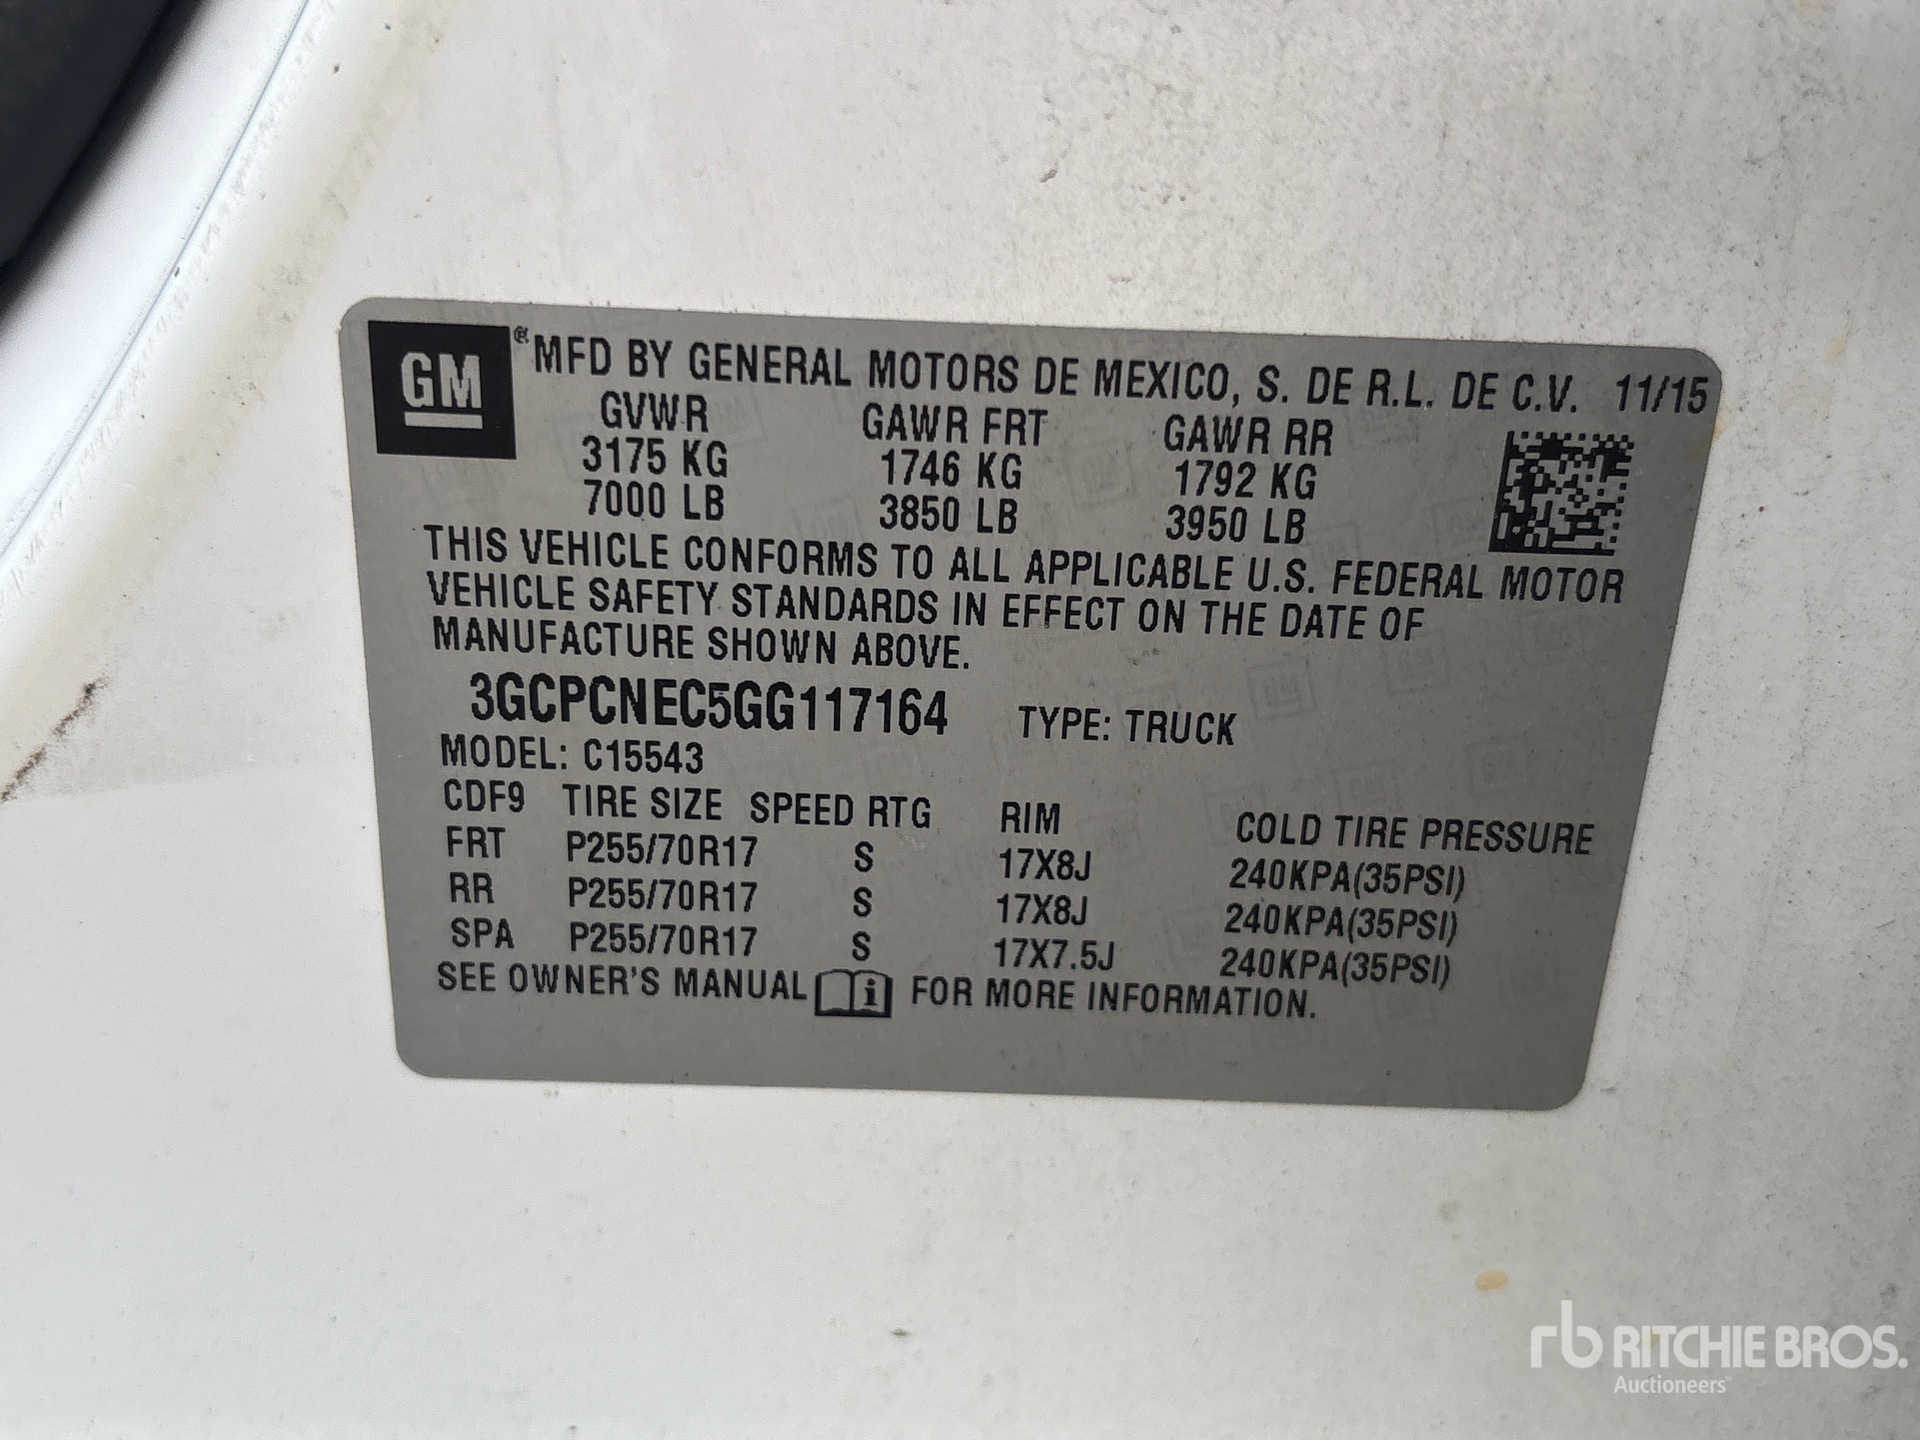 GM ® MFD BY GENERAL MOTORS DE MEXICO, S. DE R.L. DE C.V. 11/15
GVWR GAWR FRT GAWR RR
3175 KG 1746 KG 1792 KG
7000 LB 3850 LB 3950 LB
THIS VEHICLE CONFORMS TO ALL APPLICABLE U.S. FEDERAL MOTOR
VEHICLE SAFETY STANDARDS IN EFFECT ON THE DATE OF
MANUFACTURE SHOWN ABOVE.
3GCPCNEC5GG117164 TYPE: TRUCK
MODEL: C15543
CDF9 TIRE SIZE SPEED RTG RIM COLD TIRE PRESSURE
FRT P255/70R17 S 17X8J 240KPA(35PSI)
RR P255/70R17 S 17X8J 240KPA(35PSI)
SPA P255/70R17 S 17X7.5J 240KPA(35PSI)
SEE OWNER'S MANUAL i FOR MORE INFORMATION.
rb RITCHIE BROS.
Auctioneers